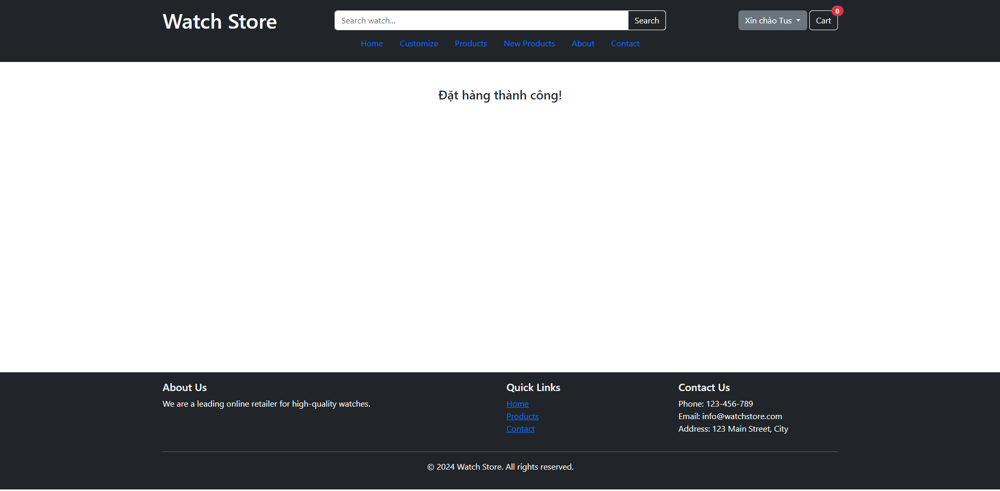 Watch Store
Search watch...
Search
Xin chào Tus
Cart
0
Home
Customize
Products
New Products
About
Contact
Đặt hàng thành công!
About Us
We are a leading online retailer for high-quality watches.
Quick Links
Home
Products
Contact
Contact Us
Phone: 123-456-789
Email: info@watchstore.com
Address: 123 Main Street, City
© 2024 Watch Store. All rights reserved.